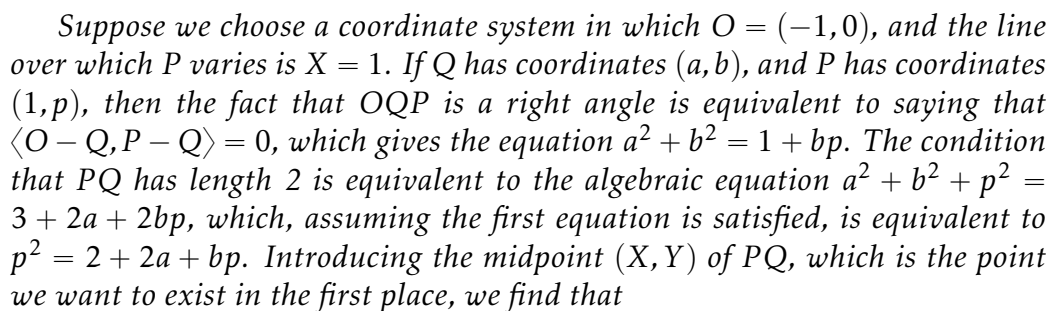 Suppose we choose a coordinate system in which O = (−1,0), and the line
over which P varies is X = 1. If Q has coordinates (a,b), and P has coordinates
(1,p), then the fact that OQP is a right angle is equivalent to saying that
⟨O − Q,P − Q⟩ = 0, which gives the equation a² + b² = 1 + bp. The condition
that PQ has length 2 is equivalent to the algebraic equation a² + b² + p² =
3 + 2a + 2bp, which, assuming the first equation is satisfied, is equivalent to
p² = 2 + 2a + bp. Introducing the midpoint (X,Y) of PQ, which is the point
we want to exist in the first place, we find that